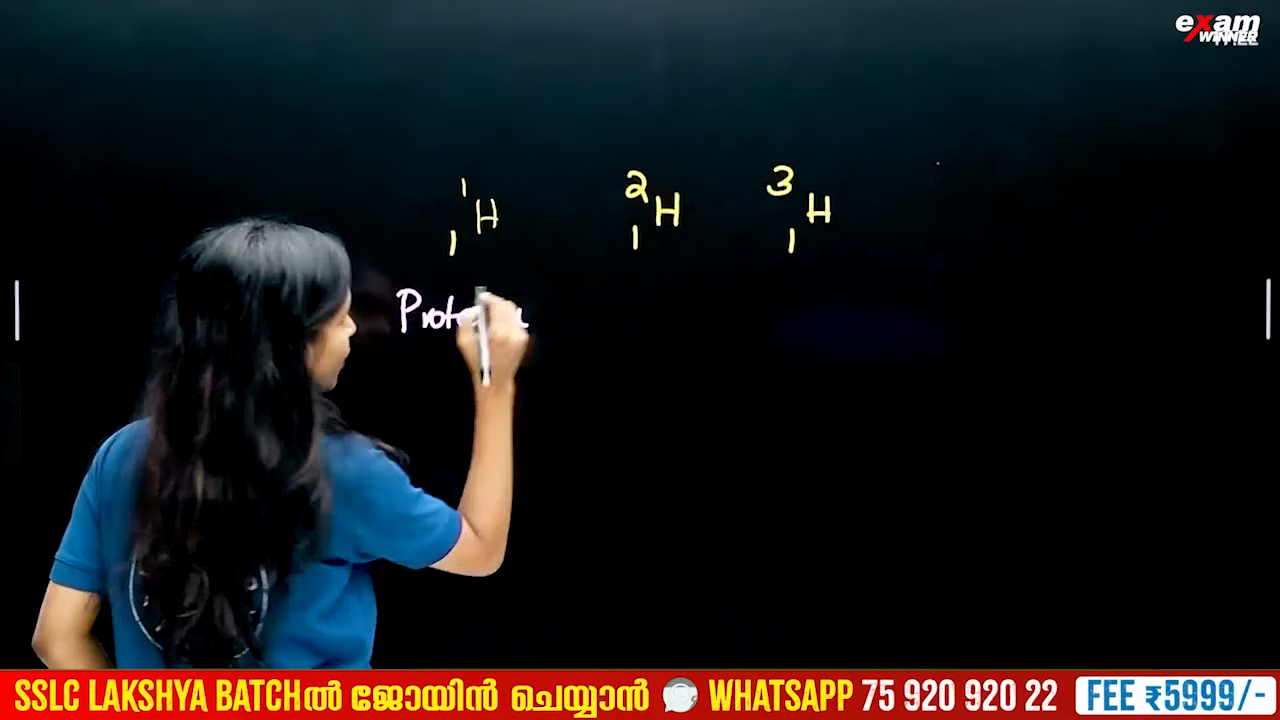 exam
WINNER
1 1 H 2 1 H 3 1 H
SSLC LAKSHYA BATCHൽ ജോയിൻ ചെയ്യാൻ WHATSAPP 75 920 920 22 FEE ₹5999/-